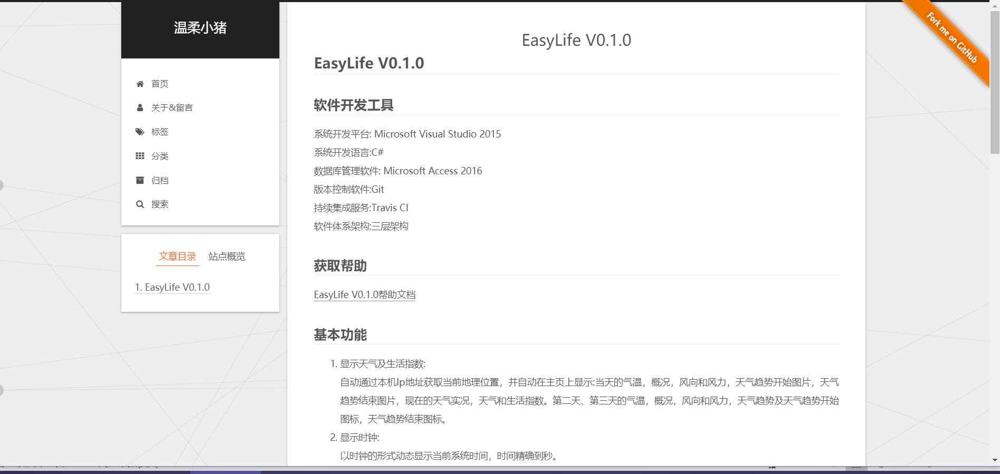 温柔小猪
首页
关于&留言
标签
分类
归档
搜索
文章目录 站点概览
1. EasyLife V0.1.0
EasyLife V0.1.0
EasyLife V0.1.0
软件开发工具
系统开发平台: Microsoft Visual Studio 2015
系统开发语言:C#
数据库管理软件: Microsoft Access 2016
版本控制软件:Git
持续集成服务:Travis CI
软件体系架构:三层架构
获取帮助
EasyLife V0.1.0帮助文档
基本功能
1. 显示天气及生活指数:
自动通过本机Ip地址获取当前地理位置，并自动在主页上显示:当天的气温，概况，风向和风力，天气趋势开始图片，天气
趋势结束图片，现在的天气实况，天气和生活指数。第二天、第三天的气温，概况，风向和风力，天气趋势及天气趋势开始
图标，天气趋势结束图标。
2. 显示时钟:
以时钟的形式动态显示当前系统时间，时间精确到秒。
Fork me on GitHub